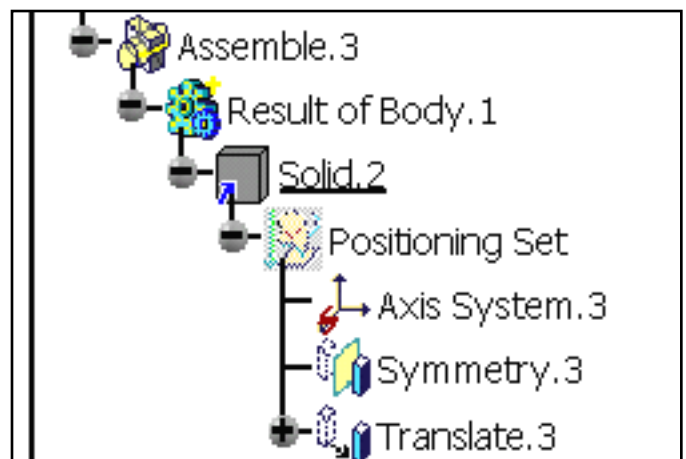 Assemble.3
Result of Body.1
Solid.2
Positioning Set
Axis System.3
Symmetry.3
Translate.3